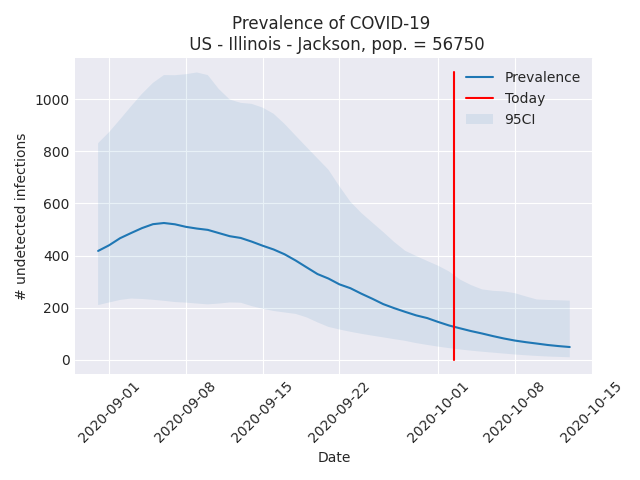 Prevalence of COVID-19
US - Illinois - Jackson, pop. = 56750
Prevalence
Today
95CI
# undetected infections
1000
800
600
400
200
0
2020-09-01
2020-09-08
2020-09-15
2020-09-22
2020-10-01
2020-10-08
2020-10-15
Date